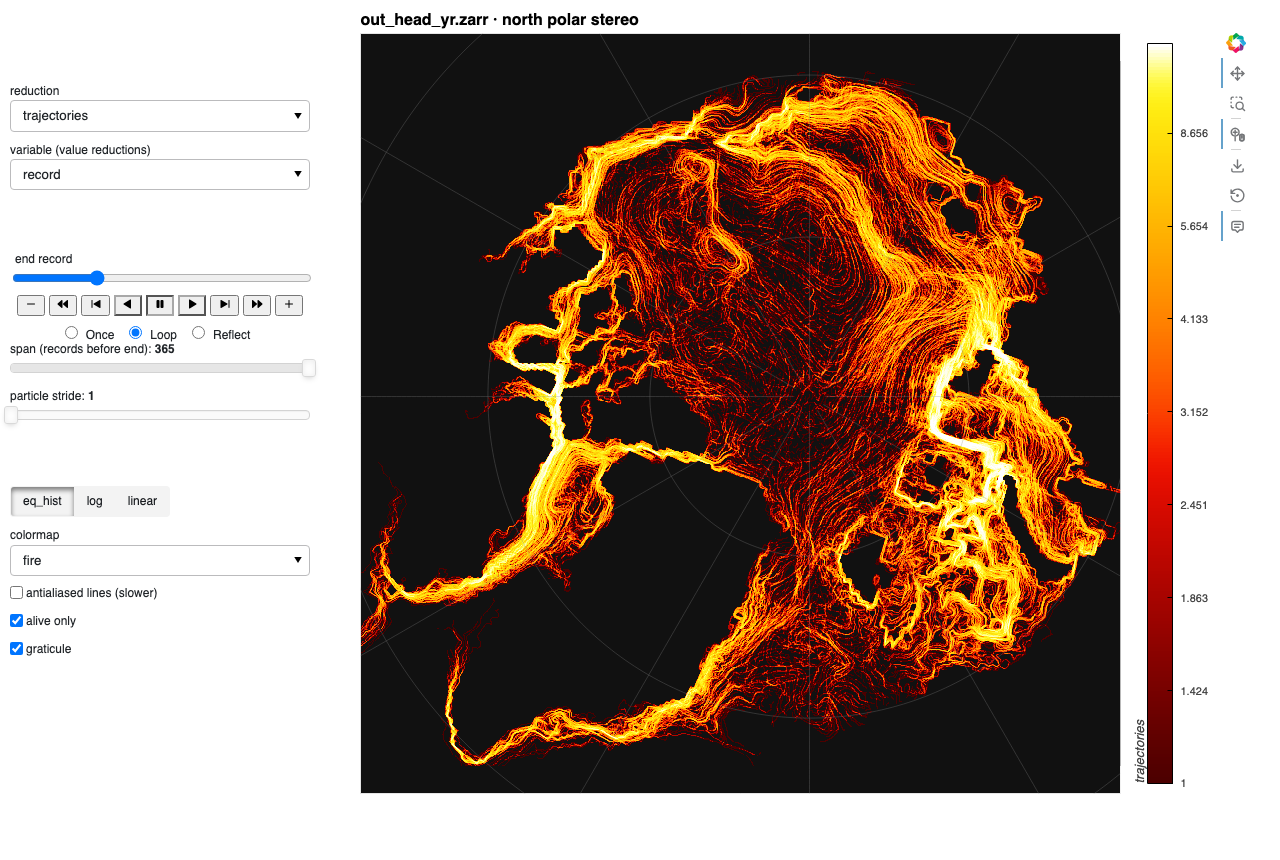 out_head_yr.zarr · north polar stereo
reduction
trajectories
variable (value reductions)
record
end record
Once Loop Reflect
span (records before end): 365
particle stride: 1
eq_hist log linear
colormap
fire
antialiased lines (slower)
alive only
graticule
8.656
5.654
4.133
3.152
2.451
1.863
1.424
1
trajectories